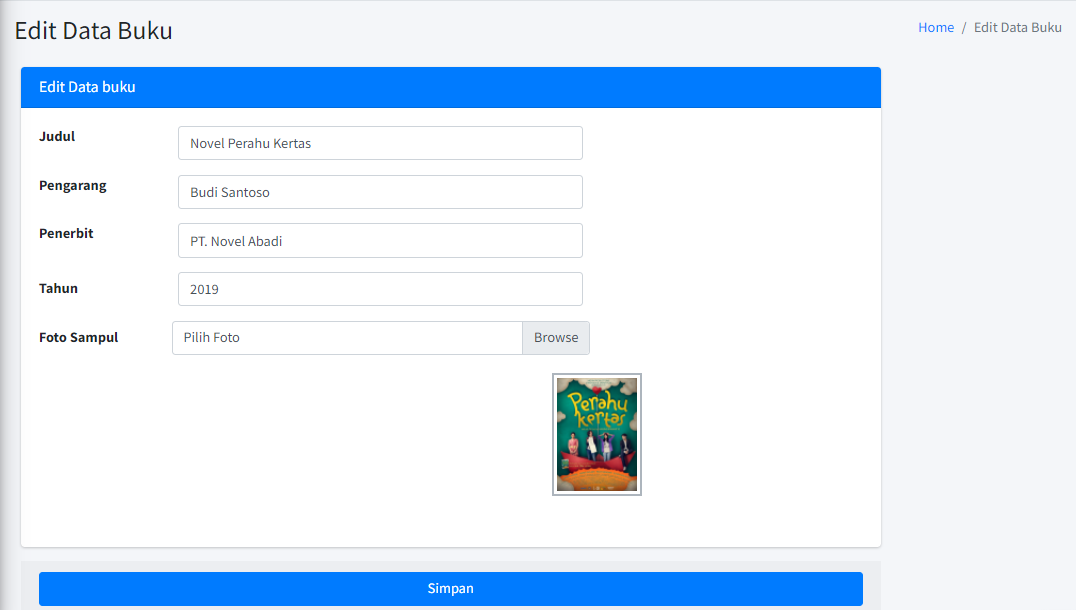 Edit Data Buku
Home / Edit Data Buku
Edit Data buku
Judul
Novel Perahu Kertas
Pengarang
Budi Santoso
Penerbit
PT. Novel Abadi
Tahun
2019
Foto Sampul
Pilih Foto
Browse
Perahu
kertas
Simpan